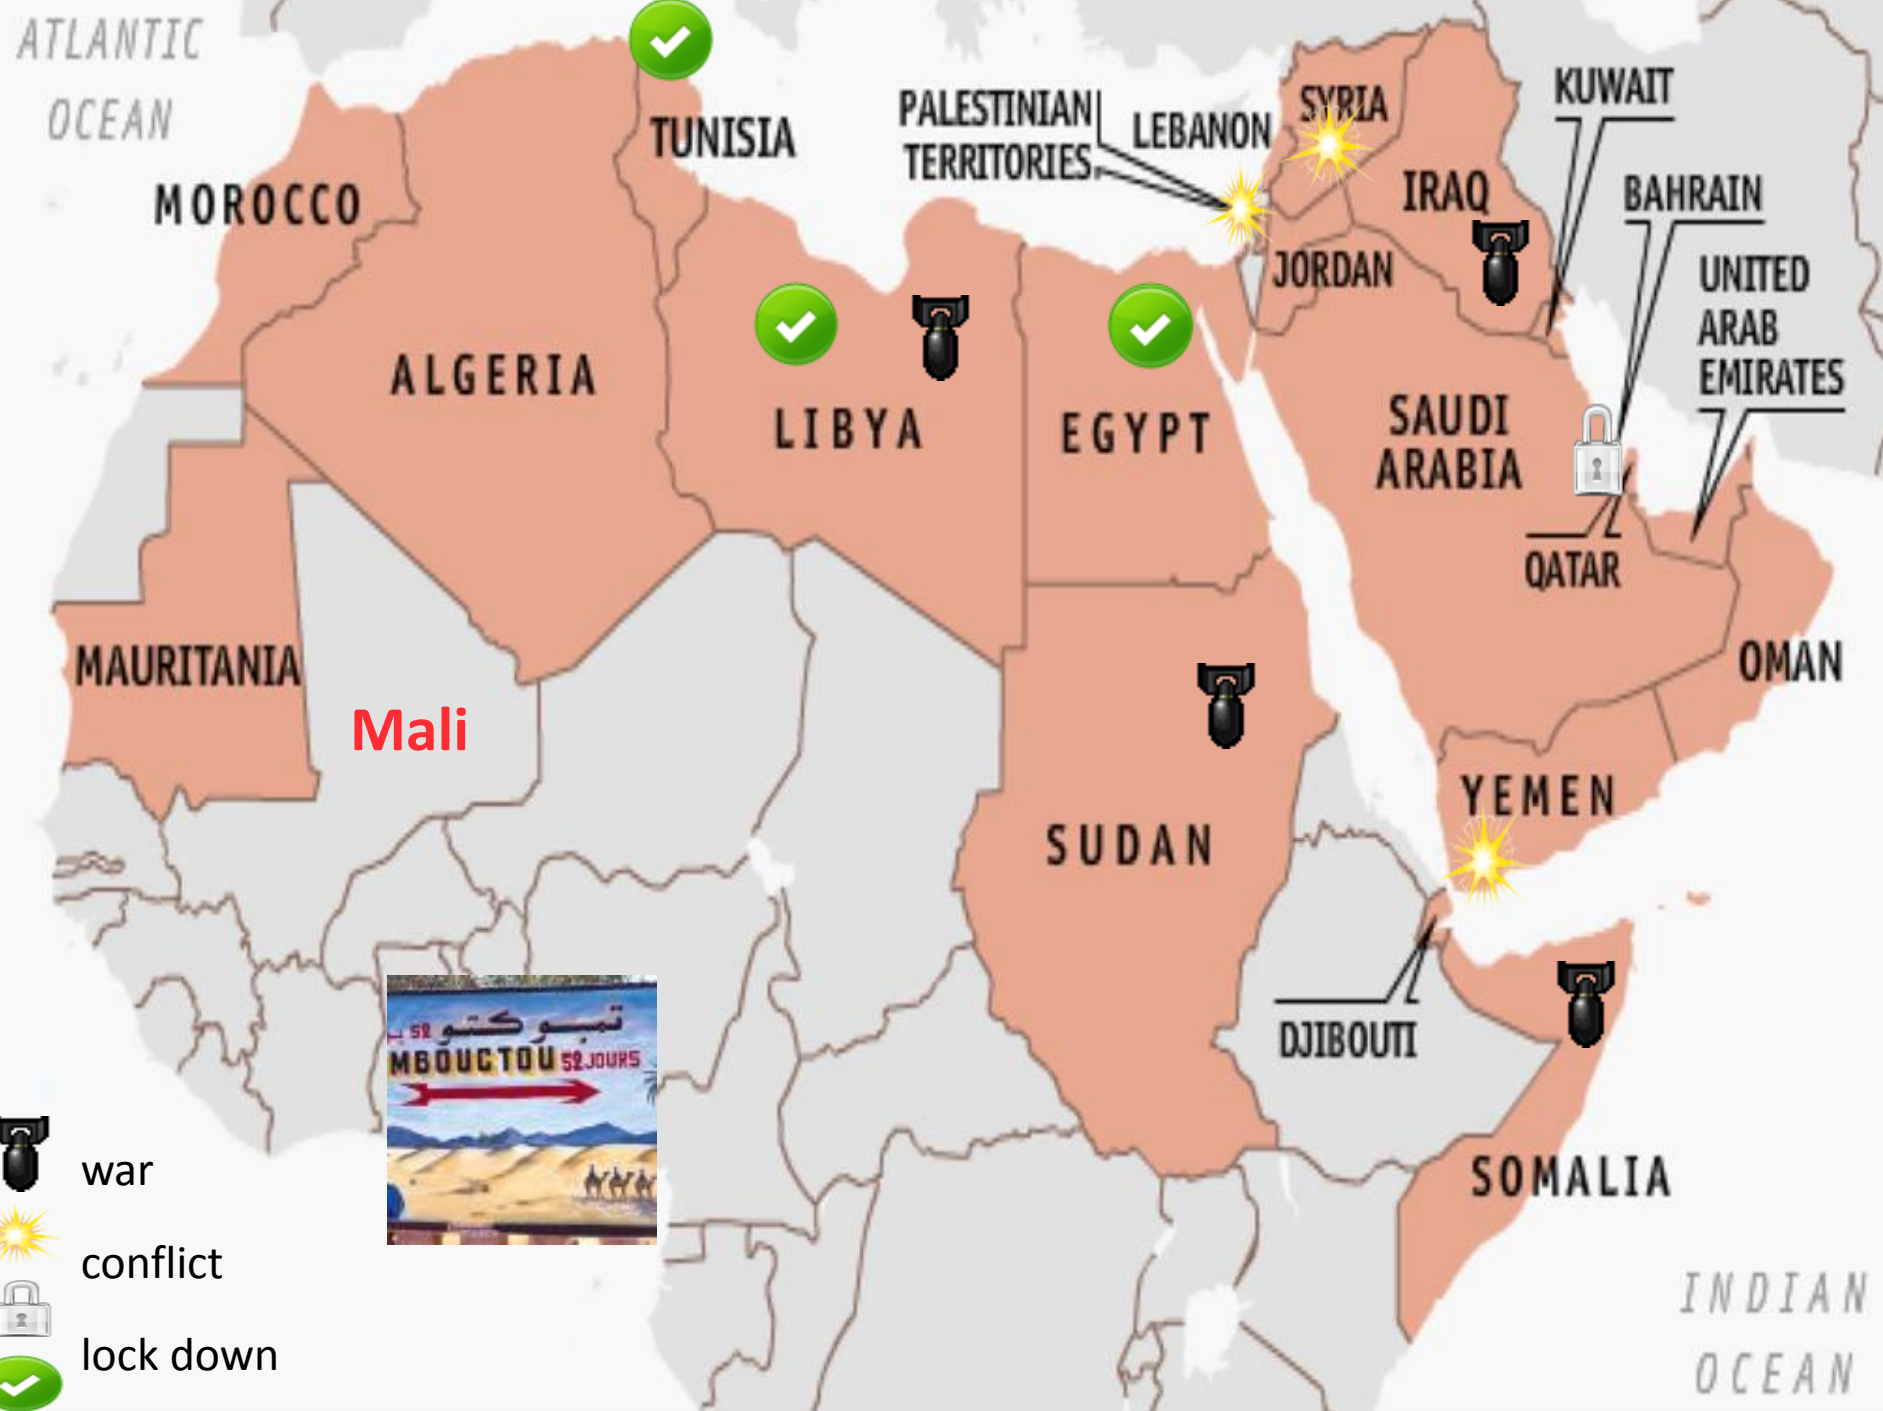 ATLANTIC
OCEAN
TUNISIA
MOROCCO
ALGERIA
LIBYA
EGYPT
PALESTINIAN
TERRITORIES
LEBANON
SYRIA
IRAQ
JORDAN
KUWAIT
BAHRAIN
UNITED
ARAB
EMIRATES
SAUDI
ARABIA
QATAR
OMAN
MAURITANIA
Mali
SUDAN
YEMEN
DJIBOUTI
SOMALIA
تمبوكتو 52
MBOUCTOU 52 JOURS
war
conflict
lock down
INDIAN
OCEAN